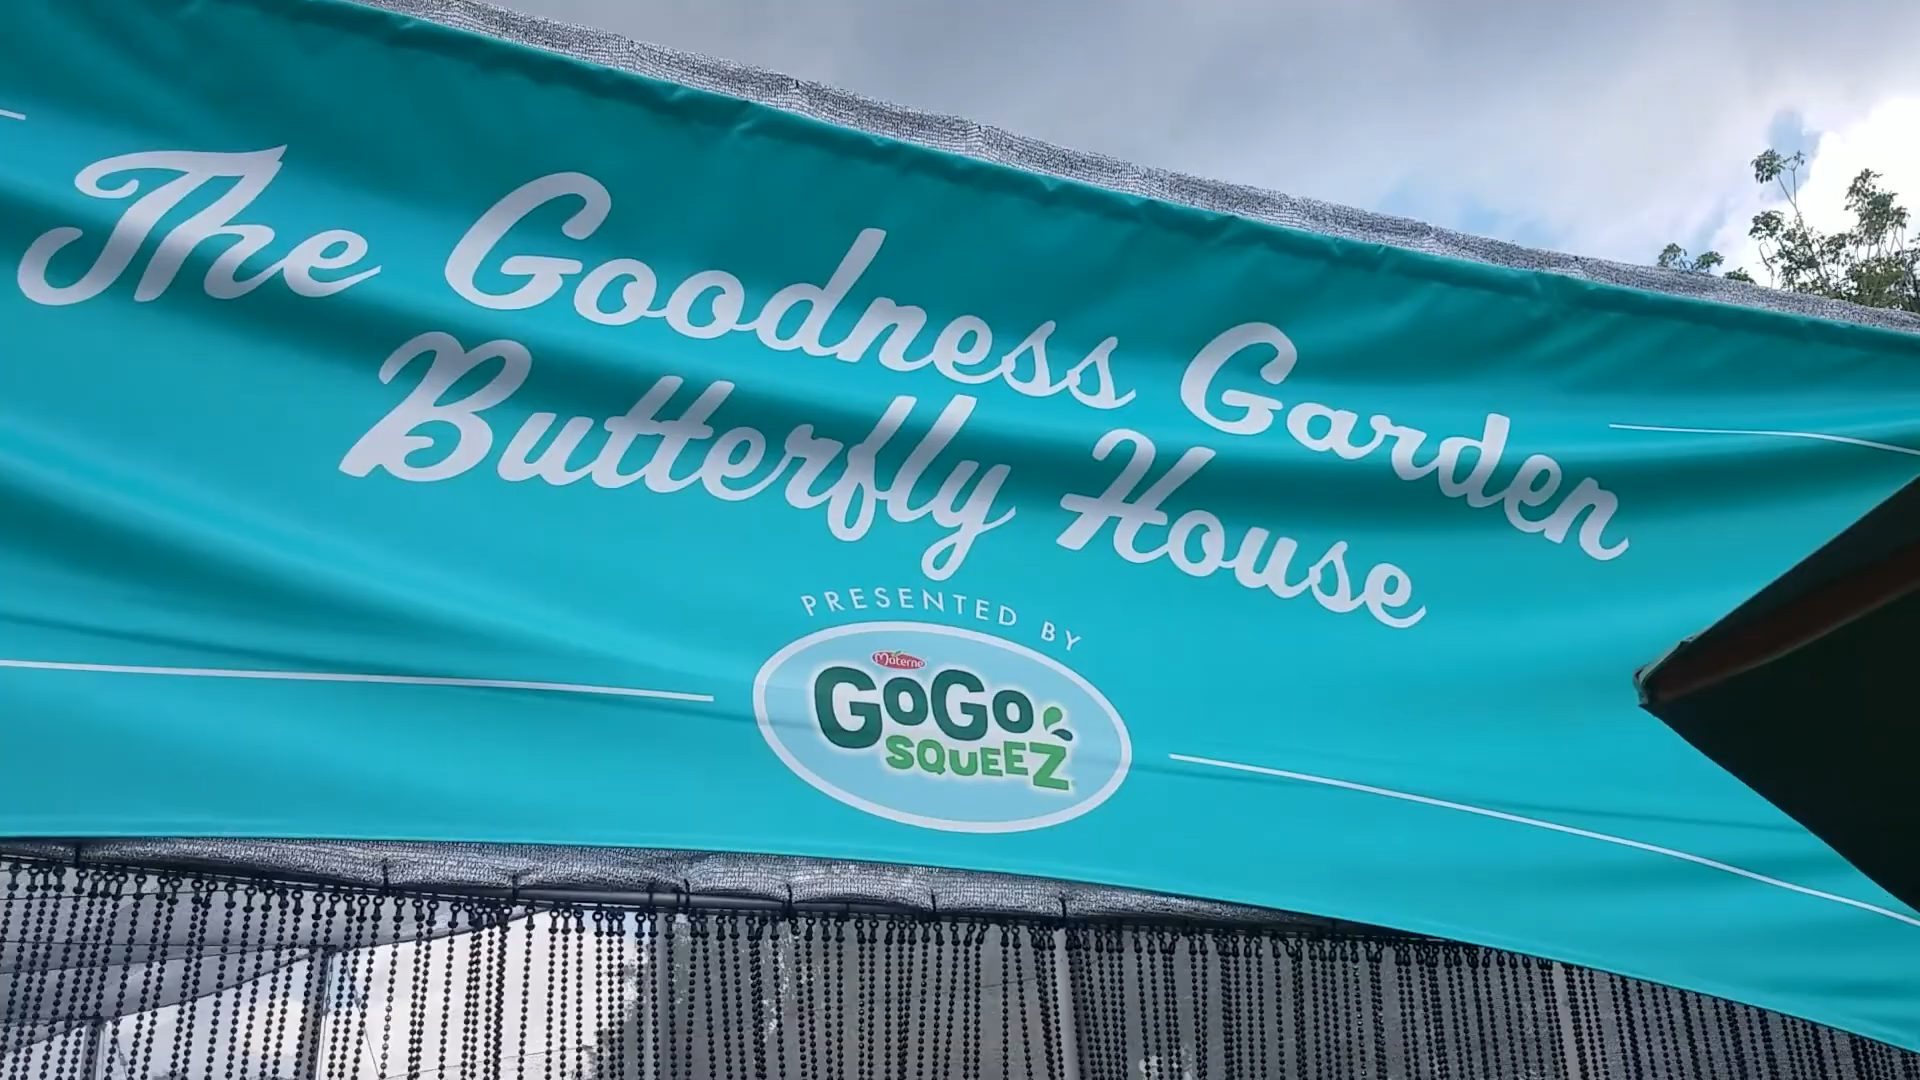 The Goodness Garden
Butterfly House
PRESENTED BY
Materne
GoGo
SQUEEZ